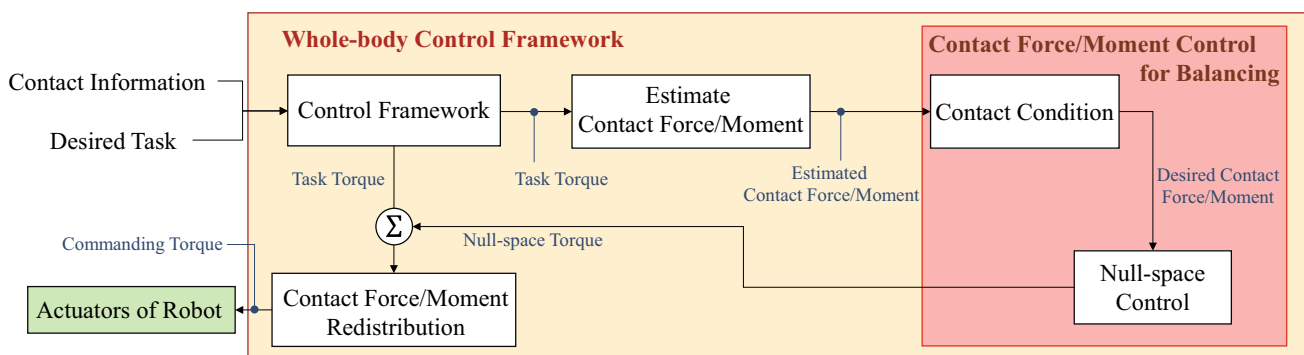 Whole-body Control Framework
Contact Force/Moment Control
for Balancing
Contact Information
Desired Task
Control Framework
Estimate
Contact Force/Moment
Contact Condition
Task Torque
Task Torque
Estimated
Contact Force/Moment
Desired Contact
Force/Moment
Σ
Null-space Torque
Commanding Torque
Null-space
Control
Actuators of Robot
Contact Force/Moment
Redistribution